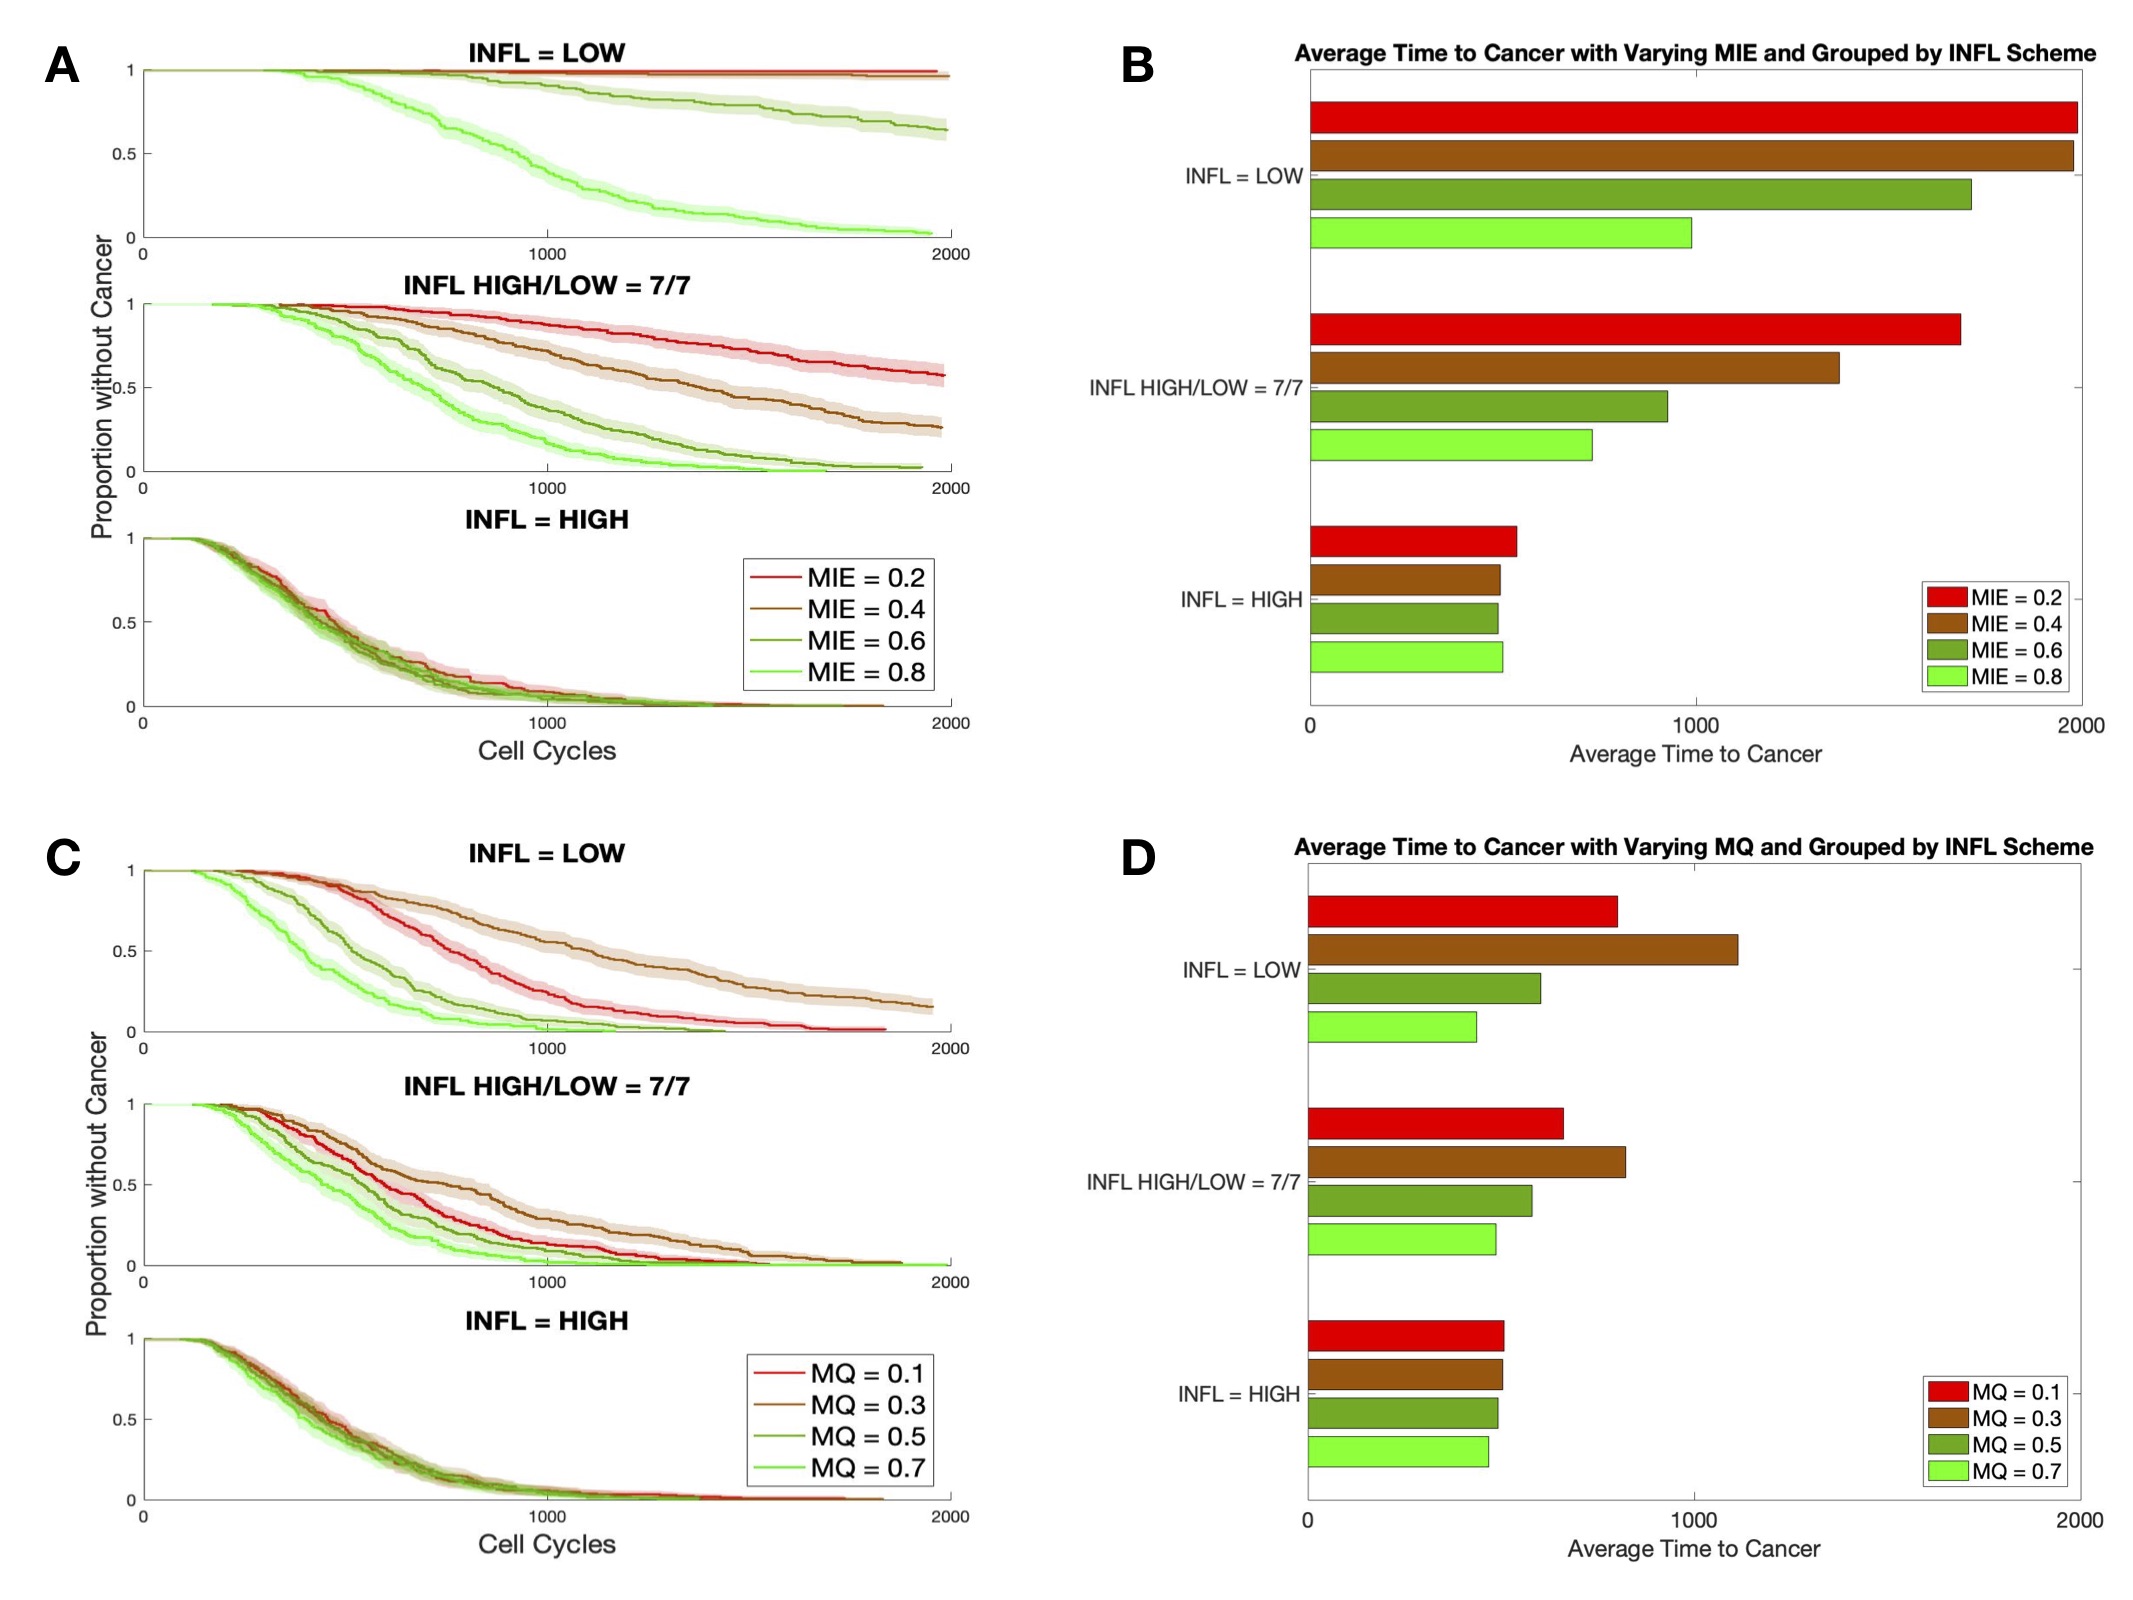 A
INFL = LOW
1
0.5
0
0
1000
2000
INFL HIGH/LOW = 7/7
1
0.5
0
0
1000
2000
INFL = HIGH
1
0.5
0
0
1000
2000
MIE = 0.2
MIE = 0.4
MIE = 0.6
MIE = 0.8
Proportion without Cancer
Cell Cycles
B
Average Time to Cancer with Varying MIE and Grouped by INFL Scheme
INFL = LOW
INFL HIGH/LOW = 7/7
INFL = HIGH
MIE = 0.2
MIE = 0.4
MIE = 0.6
MIE = 0.8
0
1000
2000
Average Time to Cancer
C
INFL = LOW
1
0.5
0
0
1000
2000
INFL HIGH/LOW = 7/7
1
0.5
0
0
1000
2000
INFL = HIGH
1
0.5
0
0
1000
2000
MQ = 0.1
MQ = 0.3
MQ = 0.5
MQ = 0.7
Proportion without Cancer
Cell Cycles
D
Average Time to Cancer with Varying MQ and Grouped by INFL Scheme
INFL = LOW
INFL HIGH/LOW = 7/7
INFL = HIGH
MQ = 0.1
MQ = 0.3
MQ = 0.5
MQ = 0.7
0
1000
2000
Average Time to Cancer